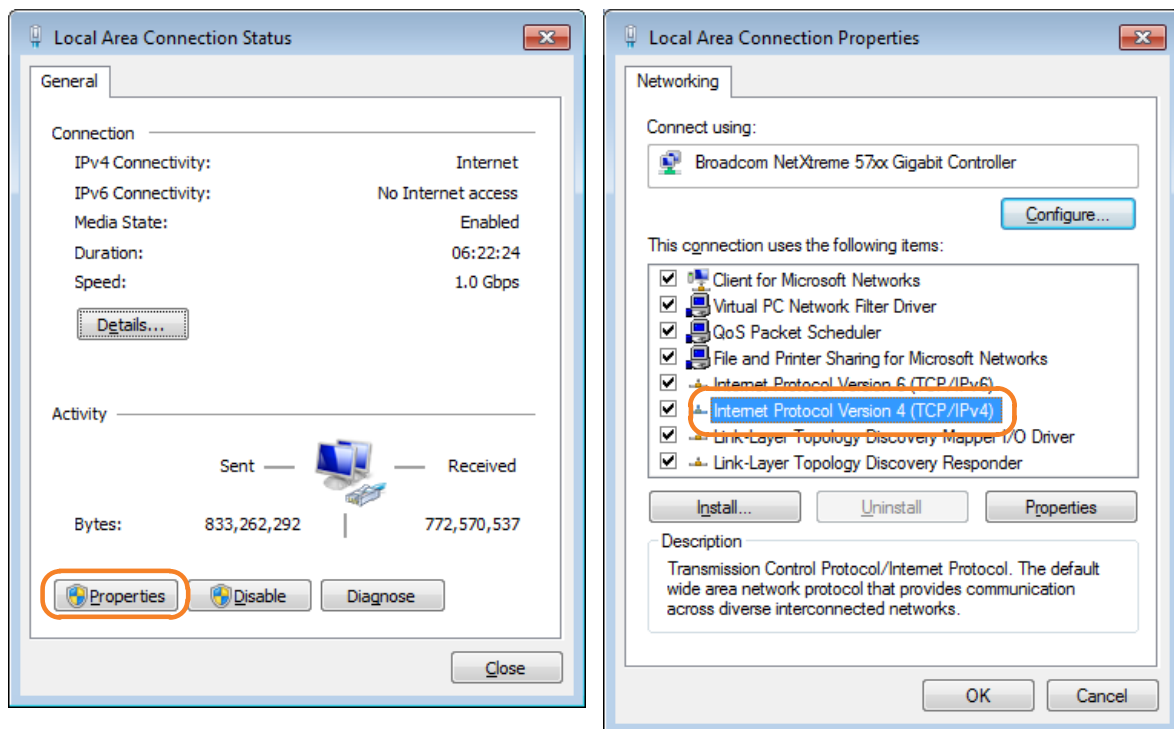 Local Area Connection Status
General
Connection
IPv4 Connectivity: Internet
IPv6 Connectivity: No Internet access
Media State: Enabled
Duration: 06:22:24
Speed: 1.0 Gbps
Details...
Activity
Sent Received
Bytes: 833,262,292 772,570,537
Properties Disable Diagnose
Close
Local Area Connection Properties
Networking
Connect using:
Broadcom NetXtreme 57xx Gigabit Controller
Configure...
This connection uses the following items:
Client for Microsoft Networks
Virtual PC Network Filter Driver
QoS Packet Scheduler
File and Printer Sharing for Microsoft Networks
Internet Protocol Version 6 (TCP/IPv6)
Internet Protocol Version 4 (TCP/IPv4)
Link-Layer Topology Discovery Mapper I/O Driver
Link-Layer Topology Discovery Responder
Install... Uninstall Properties
Description
Transmission Control Protocol/Internet Protocol. The default
wide area network protocol that provides communication
across diverse interconnected networks.
OK Cancel